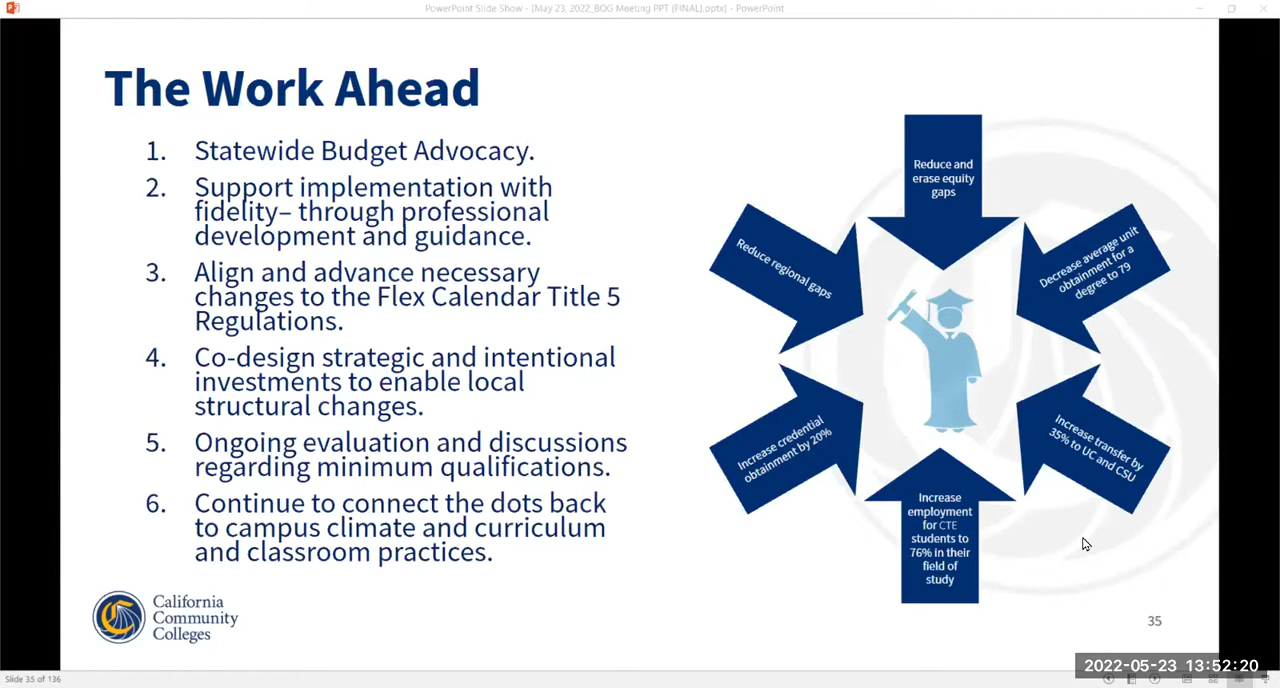 PowerPoint Slide Show - [May 23, 2022_BOG Meeting PPT (FINAL).pptx] - PowerPoint
The Work Ahead
1. Statewide Budget Advocacy.
2. Support implementation with
fidelity– through professional
development and guidance.
3. Align and advance necessary
changes to the Flex Calendar Title 5
Regulations.
4. Co-design strategic and intentional
investments to enable local
structural changes.
5. Ongoing evaluation and discussions
regarding minimum qualifications.
6. Continue to connect the dots back
to campus climate and curriculum
and classroom practices.
Reduce and
erase equity
gaps
Decrease average unit
obtainment for a
degree to 79
Increase transfer by
35% to UC and CSU
Increase
employment
for CTE
students to
76% in their
field of
study
Increase credential
obtainment by 20%
Reduce regional gaps
California
Community
Colleges
35
2022-05-23 13:52:20
Slide 35 of 136